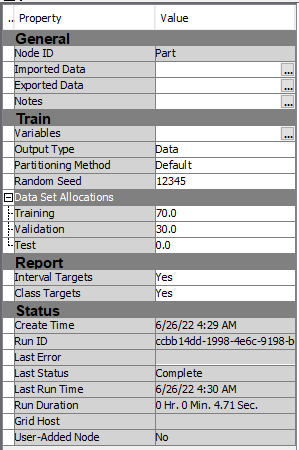 .. Property Value
General
Node ID Part
Imported Data ...
Exported Data ...
Notes ...
Train
Variables ...
Output Type Data
Partitioning Method Default
Random Seed 12345
Data Set Allocations
Training 70.0
Validation 30.0
Test 0.0
Report
Interval Targets Yes
Class Targets Yes
Status
Create Time 6/26/22 4:29 AM
Run ID ccbb14dd-1998-4e6c-9198-b
Last Error
Last Status Complete
Last Run Time 6/26/22 4:30 AM
Run Duration 0 Hr. 0 Min. 4.71 Sec.
Grid Host
User-Added Node No